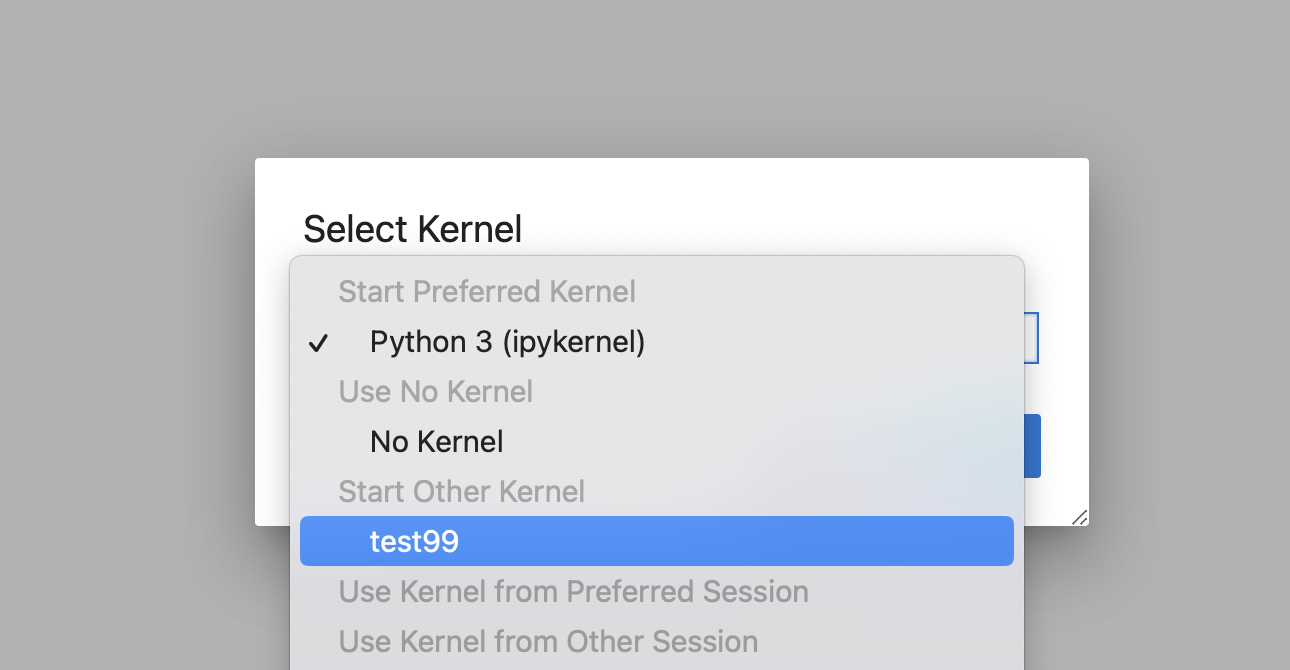 Select Kernel
Start Preferred Kernel
✓ Python 3 (ipykernel)
Use No Kernel
No Kernel
Start Other Kernel
test99
Use Kernel from Preferred Session
Use Kernel from Other Session